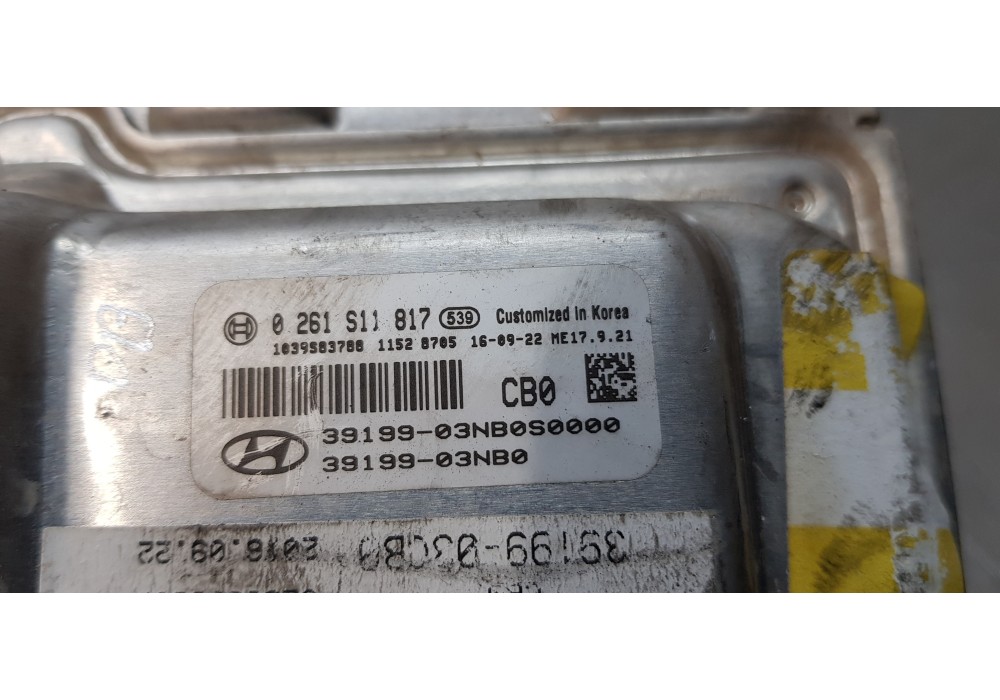 0 261 S11 817 539 Customized in Korea
1039S83788 1152 8705 16-09-22 ME17.9.21
CB0
39199-03NB0S0000
39199-03NB0
39199-03CB0 2016.09.22